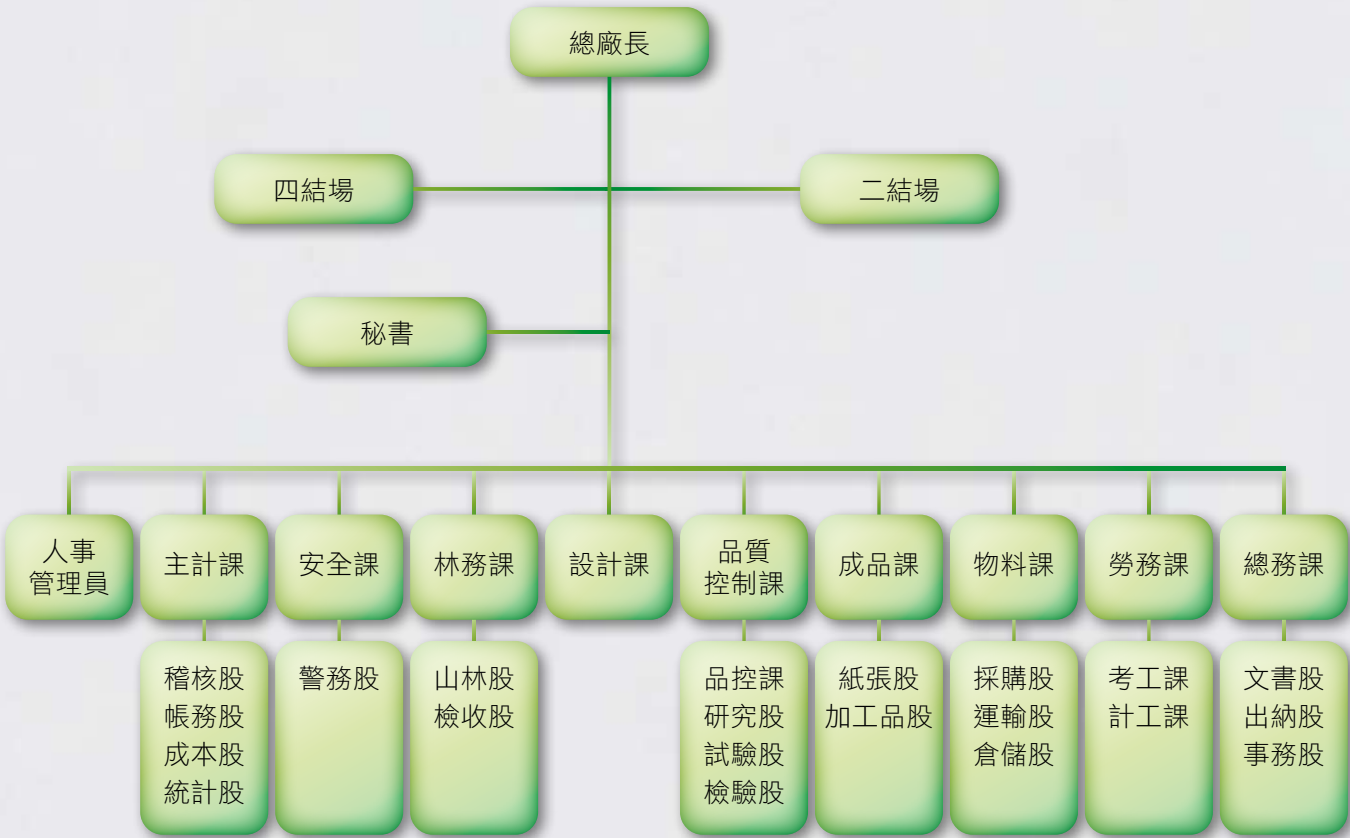 總廠長
四結場
二結場
秘書
人事
管理員
主計課
安全課
林務課
設計課
品質
控制課
成品課
物料課
勞務課
總務課
稽核股
帳務股
成本股
統計股
警務股
山林股
檢收股
品控課
研究股
試驗股
檢驗股
紙張股
加工品股
採購股
運輸股
倉儲股
考工課
計工課
文書股
出納股
事務股